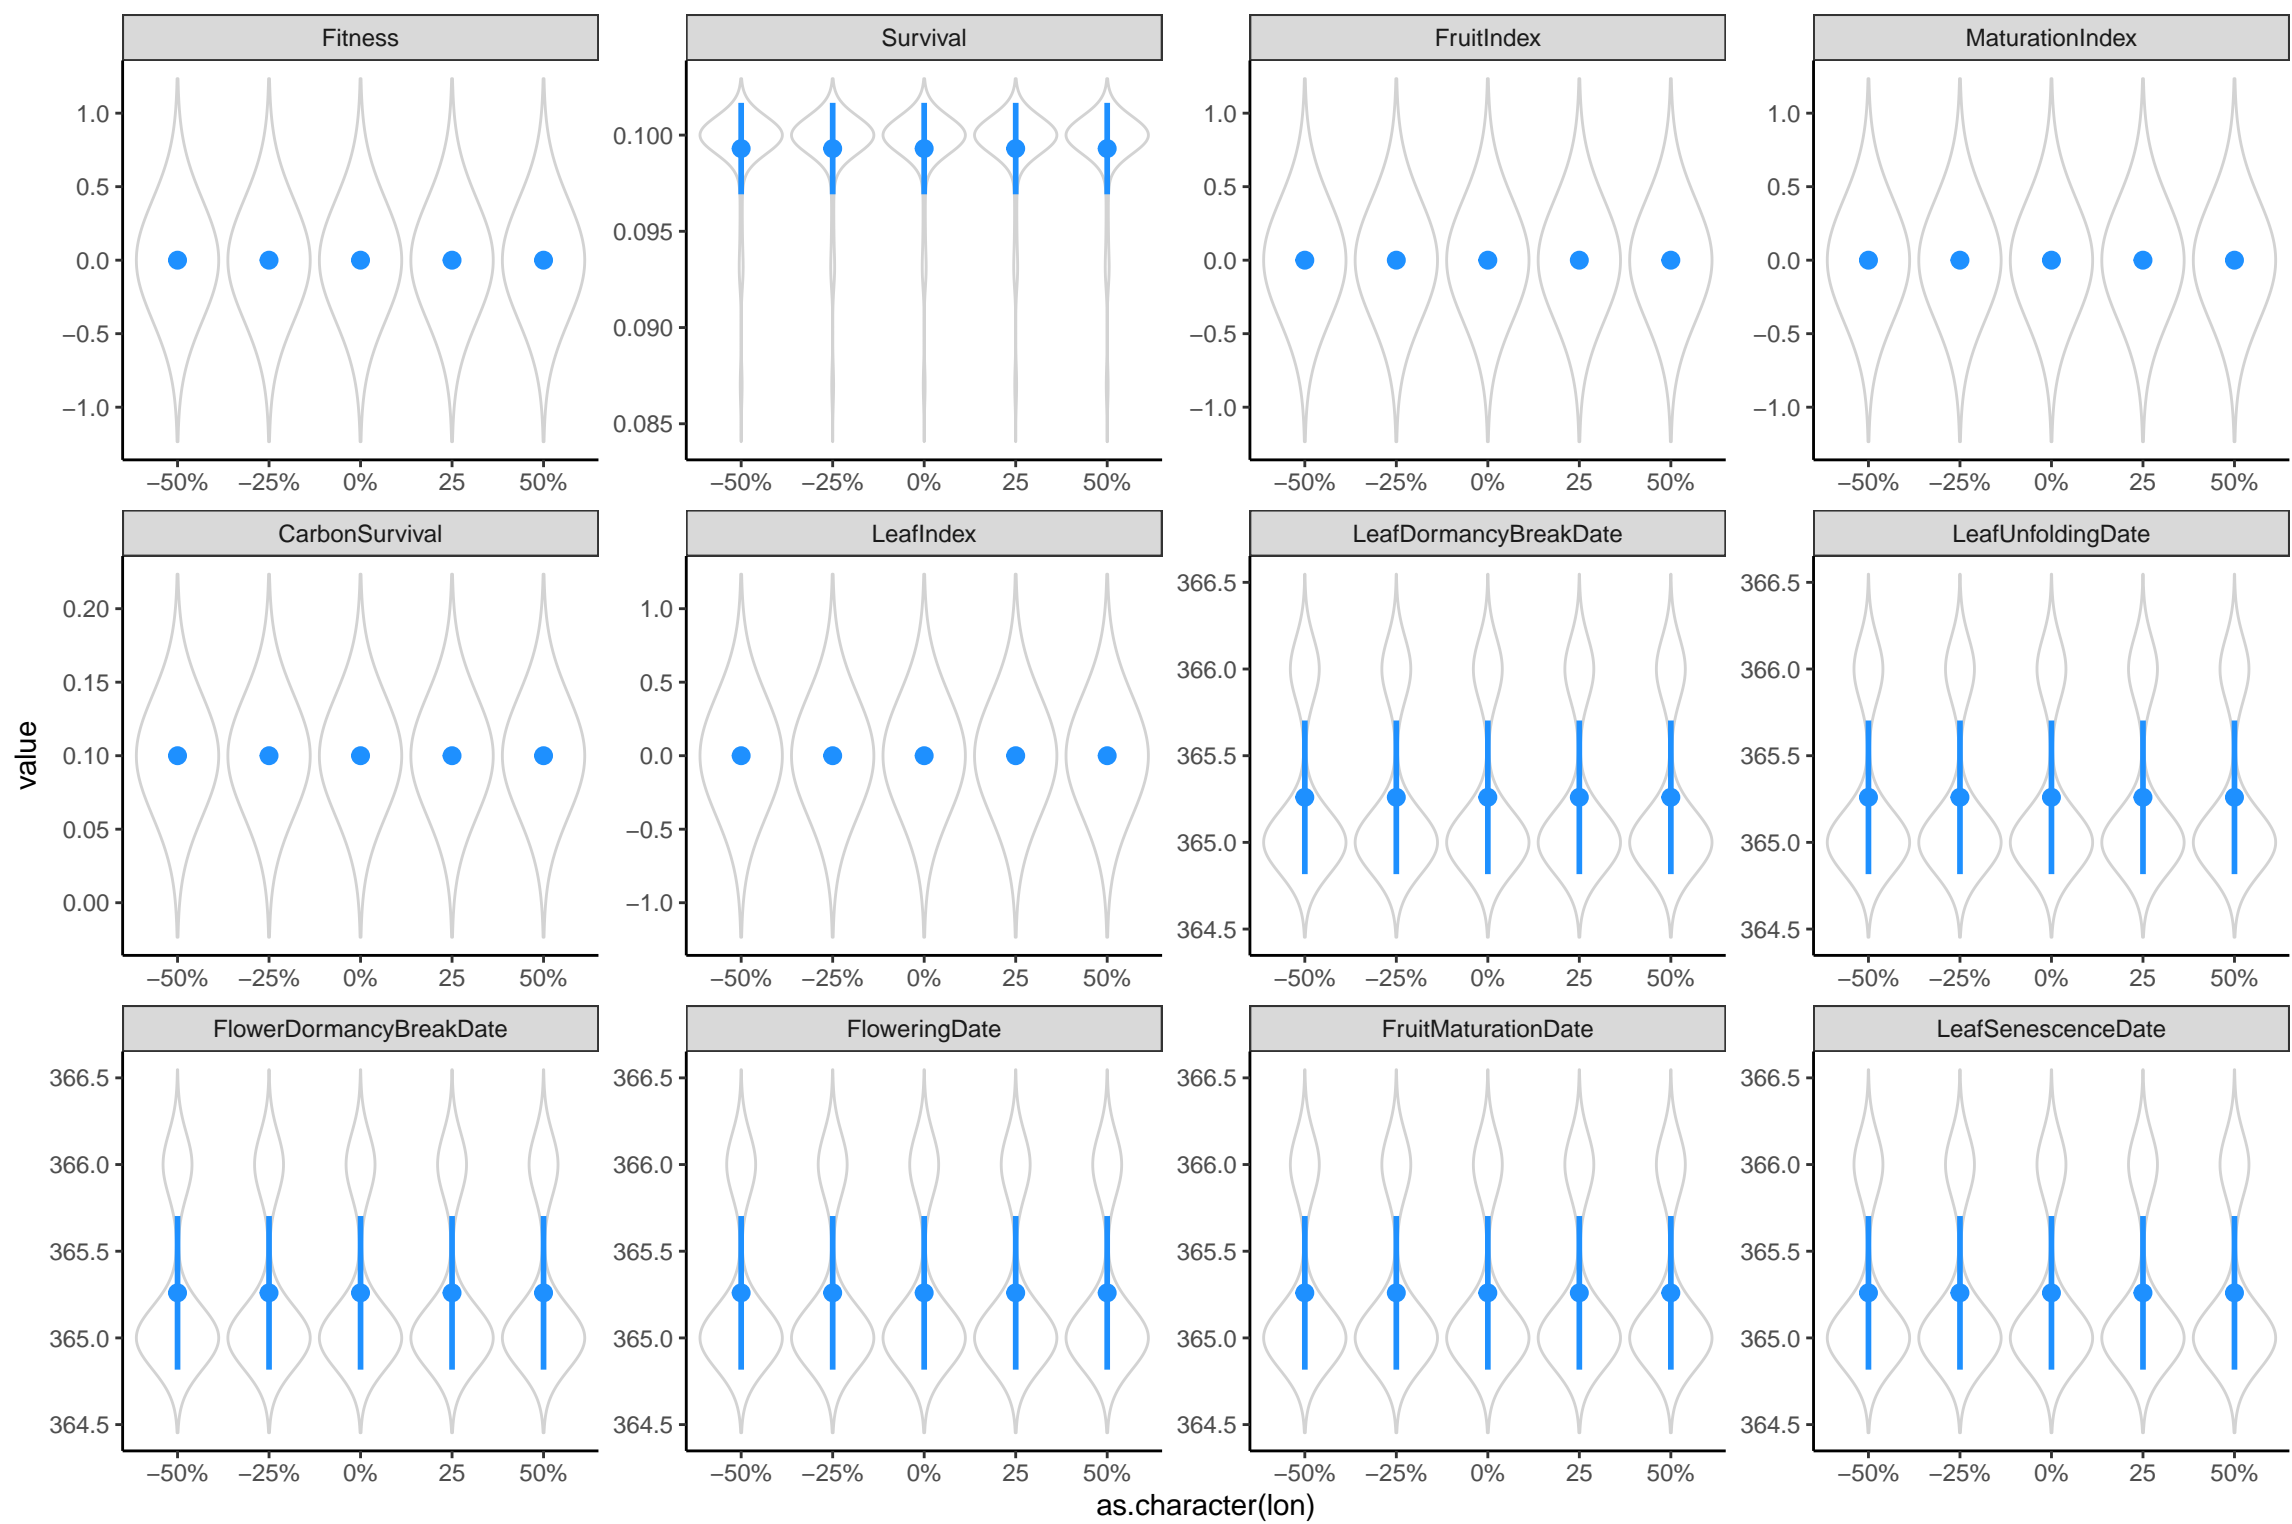 Fitness Survival FruitIndex MaturationIndex
1.0 0.5 0.0 −0.5 −1.0
0.100 0.095 0.090 0.085
1.0 0.5 0.0 −0.5 −1.0
1.0 0.5 0.0 −0.5 −1.0
−50% −25% 0% 25 50% −50% −25% 0% 25 50% −50% −25% 0% 25 50% −50% −25% 0% 25 50%
CarbonSurvival LeafIndex LeafDormancyBreakDate LeafUnfoldingDate
value
0.20 0.15 0.10 0.05 0.00
1.0 0.5 0.0 −0.5 −1.0
366.5 366.0 365.5 365.0 364.5
366.5 366.0 365.5 365.0 364.5
−50% −25% 0% 25 50% −50% −25% 0% 25 50% −50% −25% 0% 25 50% −50% −25% 0% 25 50%
FlowerDormancyBreakDate FloweringDate FruitMaturationDate LeafSenescenceDate
366.5 366.0 365.5 365.0 364.5
366.5 366.0 365.5 365.0 364.5
366.5 366.0 365.5 365.0 364.5
366.5 366.0 365.5 365.0 364.5
−50% −25% 0% 25 50% −50% −25% 0% 25 50% −50% −25% 0% 25 50% −50% −25% 0% 25 50%
as.character(lon)